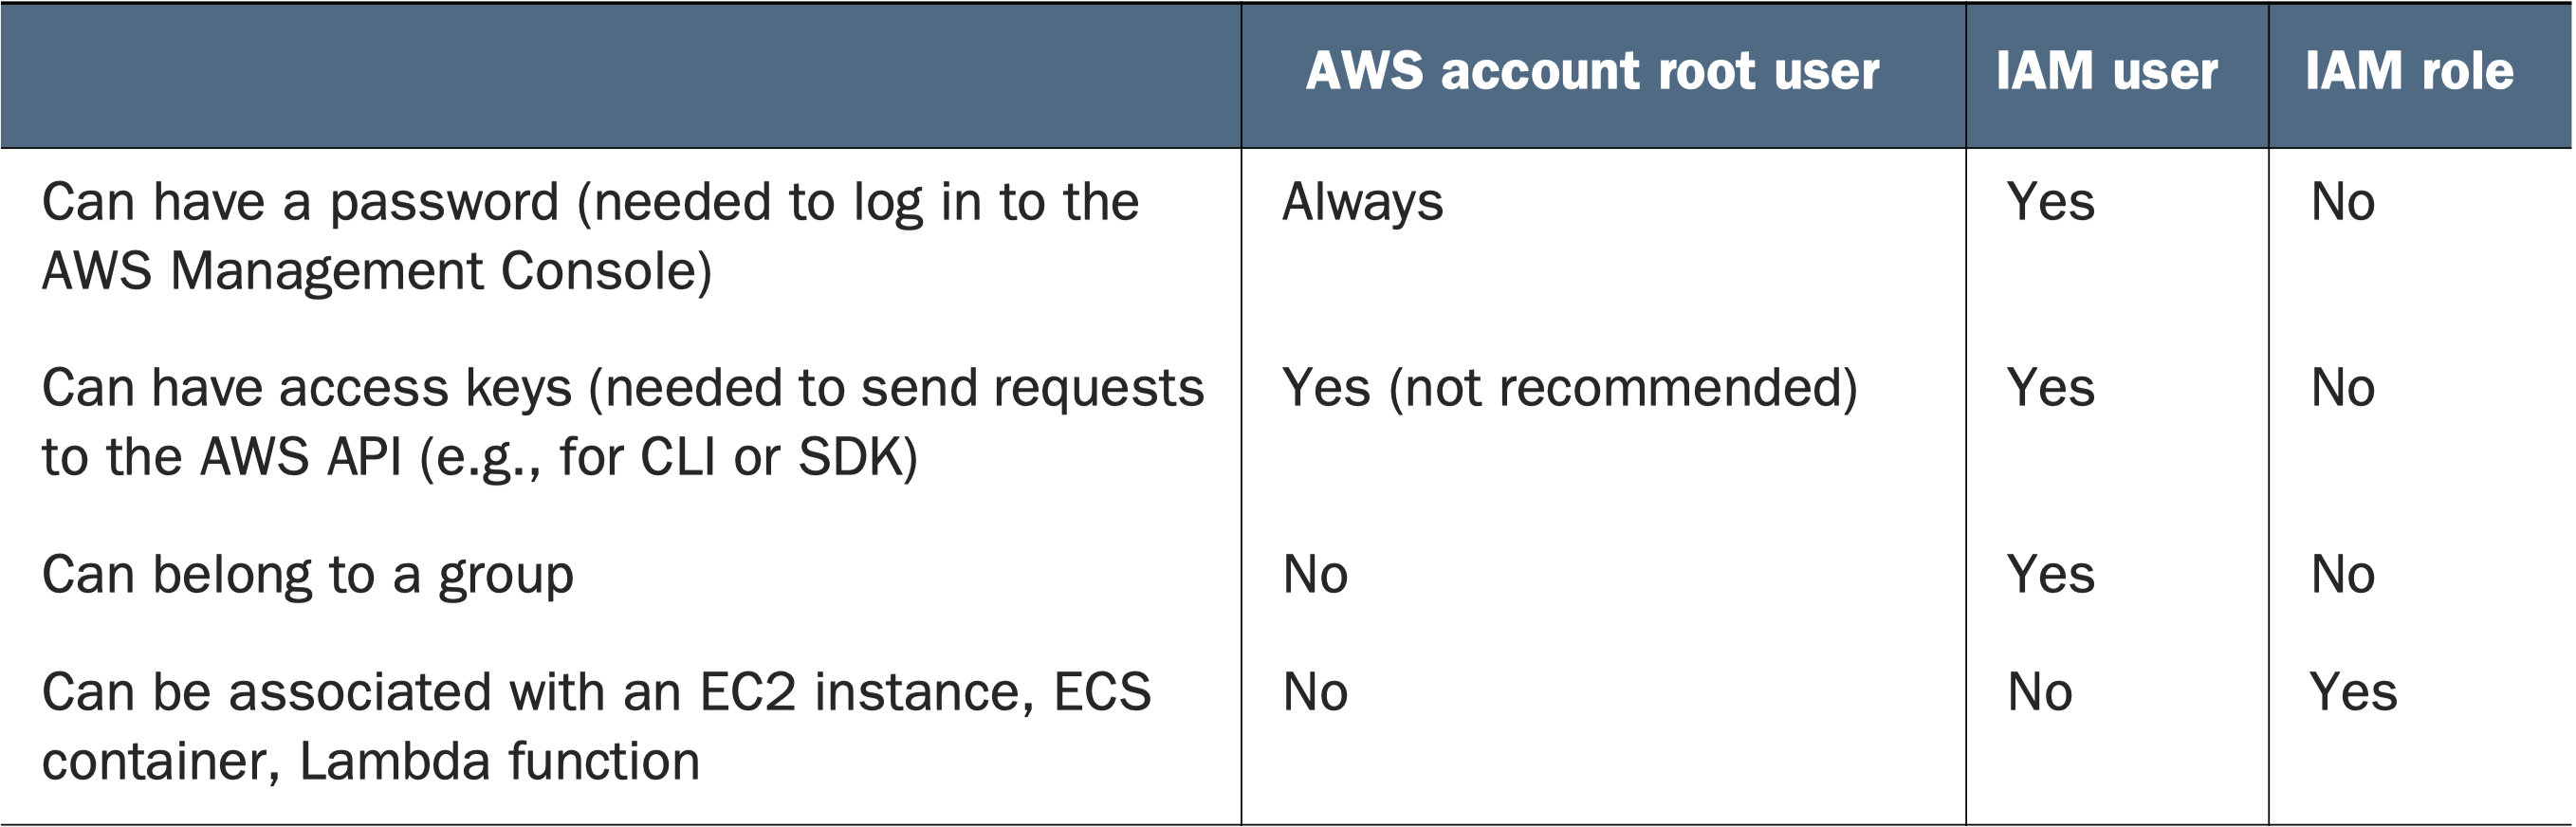 AWS account root user IAM user IAM role
Can have a password (needed to log in to the Always Yes No
AWS Management Console)
Can have access keys (needed to send requests Yes (not recommended) Yes No
to the AWS API (e.g., for CLI or SDK)
Can belong to a group No Yes No
Can be associated with an EC2 instance, ECS No No Yes
container, Lambda function